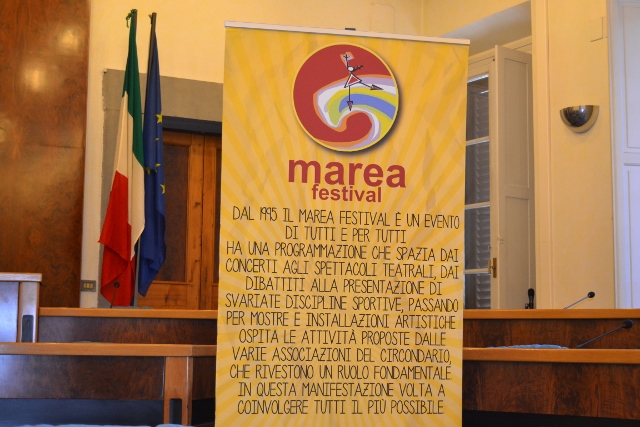 marea
festival
DAL 1995 IL MAREA FESTIVAL È UN EVENTO
DI TUTTI E PER TUTTI
HA UNA PROGRAMMAZIONE CHE SPAZIA DAI
CONCERTI AGLI SPETTACOLI TEATRALI, DAI
DIBATTITI ALLA PRESENTAZIONE DI
SVARIATE DISCIPLINE SPORTIVE, PASSANDO
PER MOSTRE E INSTALLAZIONI ARTISTICHE
OSPITA LE ATTIVITÀ PROPOSTE DALLE
VARIE ASSOCIAZIONI DEL CIRCONDARIO,
CHE RIVESTONO UN RUOLO FONDAMENTALE
IN QUESTA MANIFESTAZIONE VOLTA A
COINVOLGERE TUTTI IL PIÙ POSSIBILE